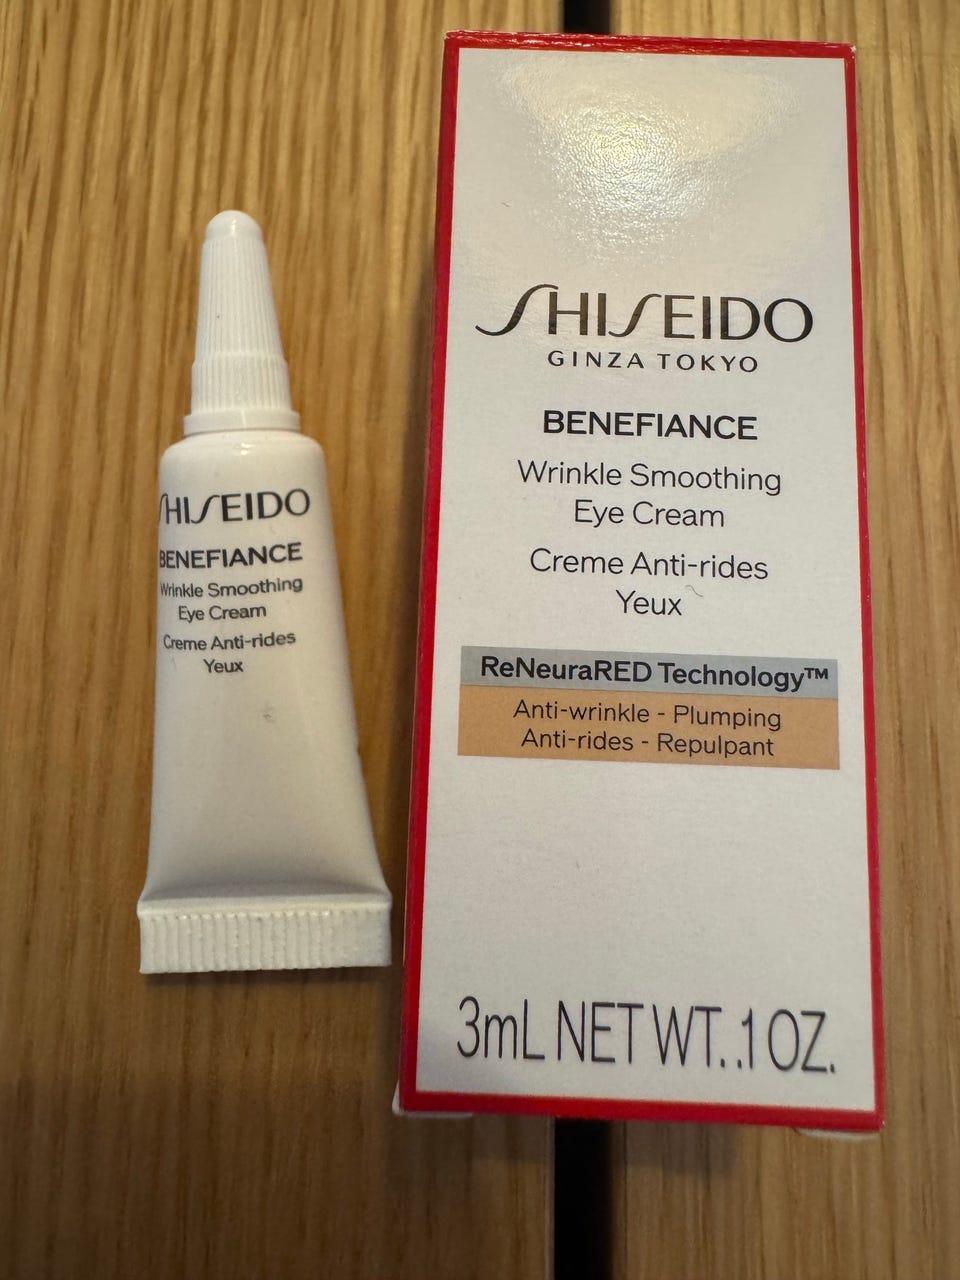 SHISEIDO
BENEFIANCE
Wrinkle Smoothing
Eye Cream
Creme Anti-rides
Yeux
SHISEIDO
GINZA TOKYO
BENEFIANCE
Wrinkle Smoothing
Eye Cream
Creme Anti-rides
Yeux
ReNeuraRED Technology™
Anti-wrinkle - Plumping
Anti-rides - Repulpant
3mL NET WT. .1 OZ.